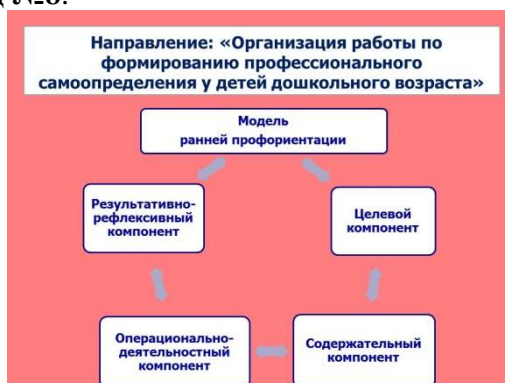 Направление: «Организация работы по
формированию профессионального
самоопределения у детей дошкольного возраста»
Модель
ранней профориентации
Результативно-
рефлексивный
компонент
Целевой
компонент
Операционально-
деятельностный
компонент
Содержательный
компонент